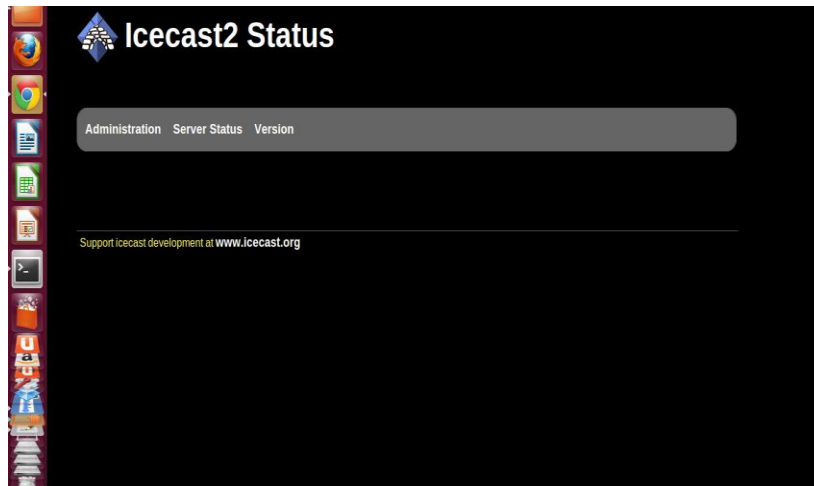 Icecast2 Status
Administration Server Status Version
Support icecast development at www.icecast.org